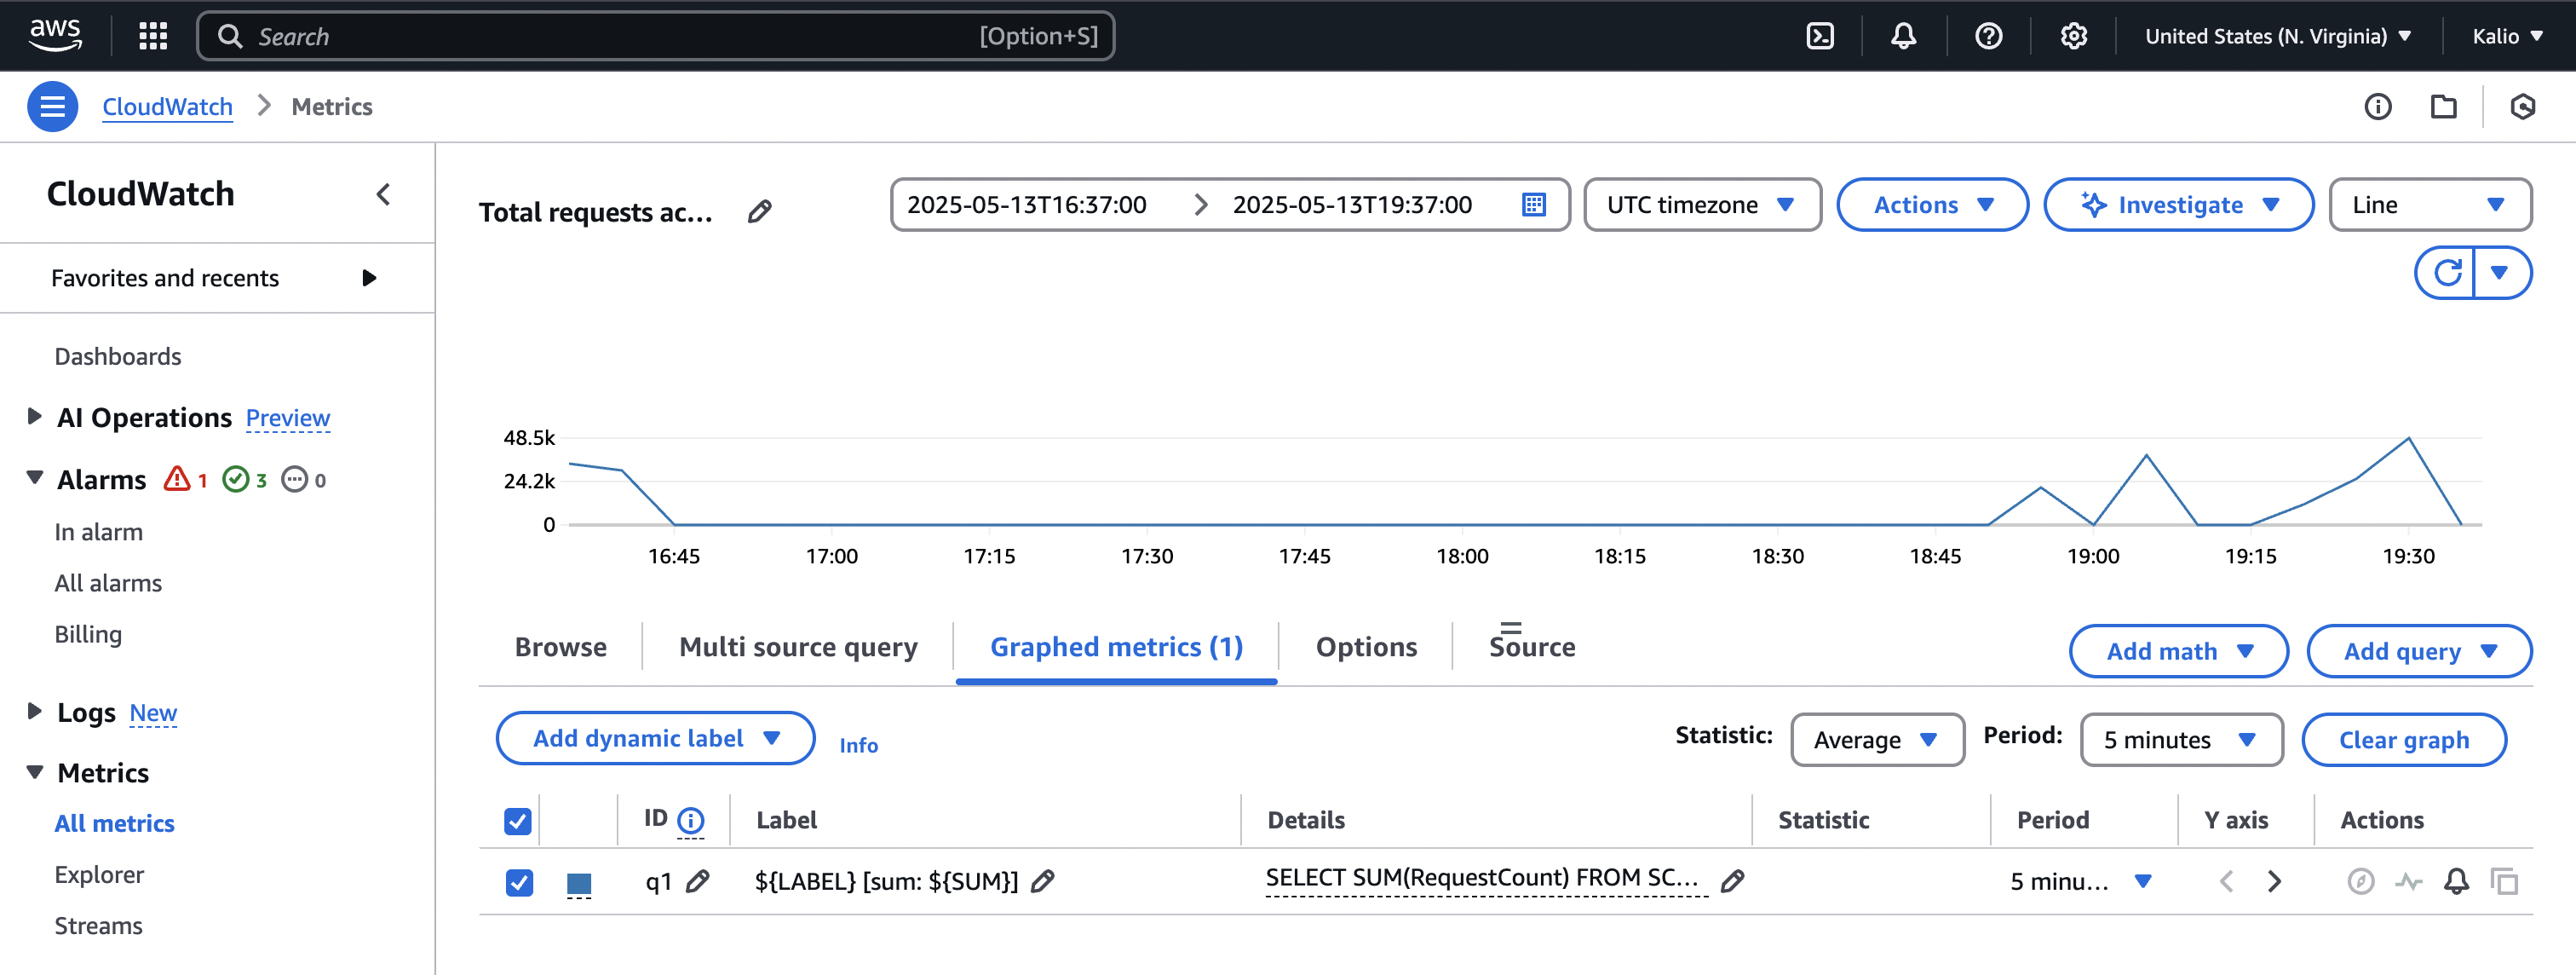 aws
Search [Option+S]
United States (N. Virginia)
Kalio
CloudWatch
Metrics
CloudWatch
Favorites and recents
Dashboards
AI Operations Preview
Alarms 1 3 0
In alarm
All alarms
Billing
Logs New
Metrics
All metrics
Explorer
Streams
Total requests ac...
2025-05-13T16:37:00
2025-05-13T19:37:00
UTC timezone
Actions
Investigate
Line
48.5k
24.2k
0
16:45 17:00 17:15 17:30 17:45 18:00 18:15 18:30 18:45 19:00 19:15 19:30
Browse
Multi source query
Graphed metrics (1)
Options
Source
Add math
Add query
Add dynamic label
Info
Statistic: Average
Period: 5 minutes
Clear graph
ID Label Details Statistic Period Y axis Actions
q1 ${LABEL} [sum: ${SUM}] SELECT SUM(RequestCount) FROM SC... 5 minu...